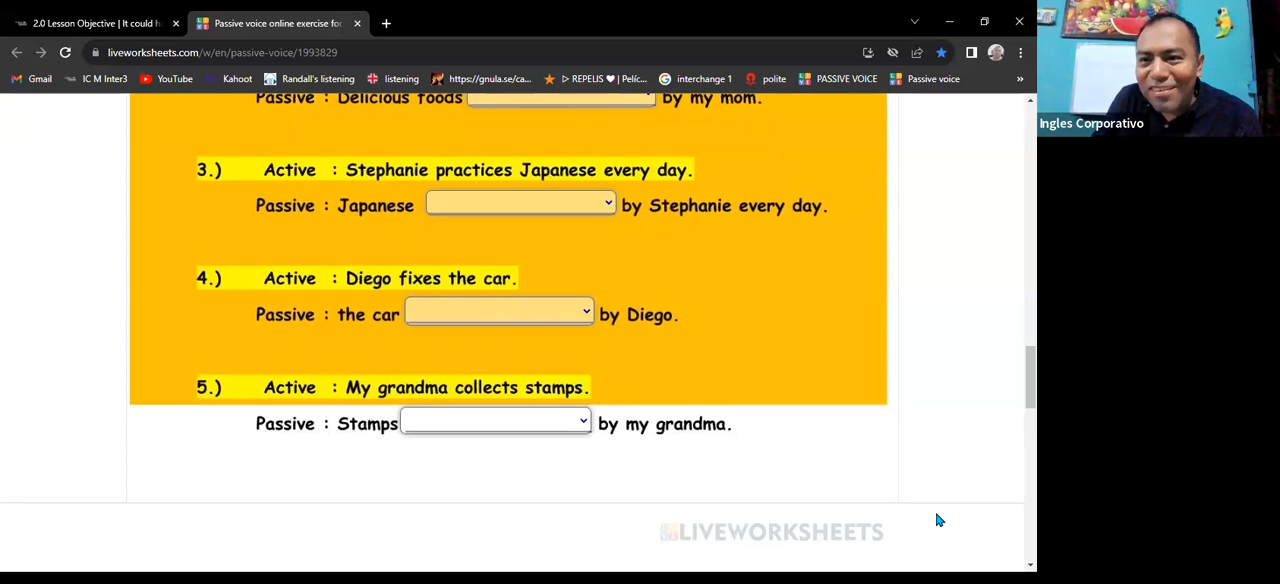 2.0 Lesson Objective | It could h
Passive voice online exercise for
liveworksheets.com/w/en/passive-voice/1993829
Gmail IC M Inter3 YouTube Kahoot Randall's listening listening https://gnula.se/ca... ▷ REPELIS ♥ | Pelíc... interchange 1 polite PASSIVE VOICE Passive voice »
Passive : Delicious foods by my mom.
3.) Active : Stephanie practices Japanese every day.
Passive : Japanese by Stephanie every day.
4.) Active : Diego fixes the car.
Passive : the car by Diego.
5.) Active : My grandma collects stamps.
Passive : Stamps by my grandma.
LIVEWORKSHEETS
Ingles Corporativo